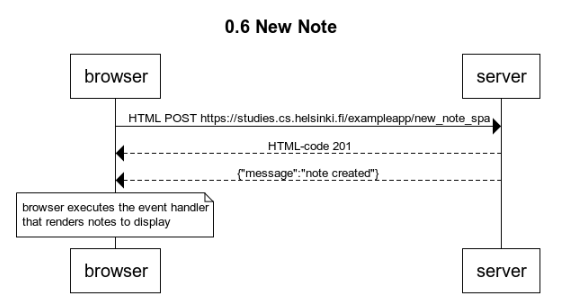 0.6 New Note
browser server
HTML POST https://studies.cs.helsinki.fi/exampleapp/new_note_spa
HTML-code 201
{"message":"note created"}
browser executes the event handler
that renders notes to display
browser server